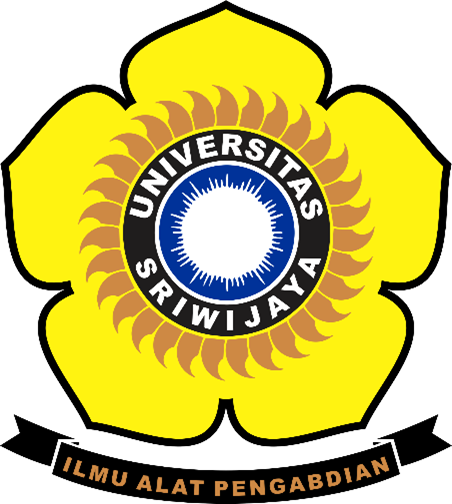 UNIVERSITAS
SRIWIJAYA
ILMU ALAT PENGABDIAN